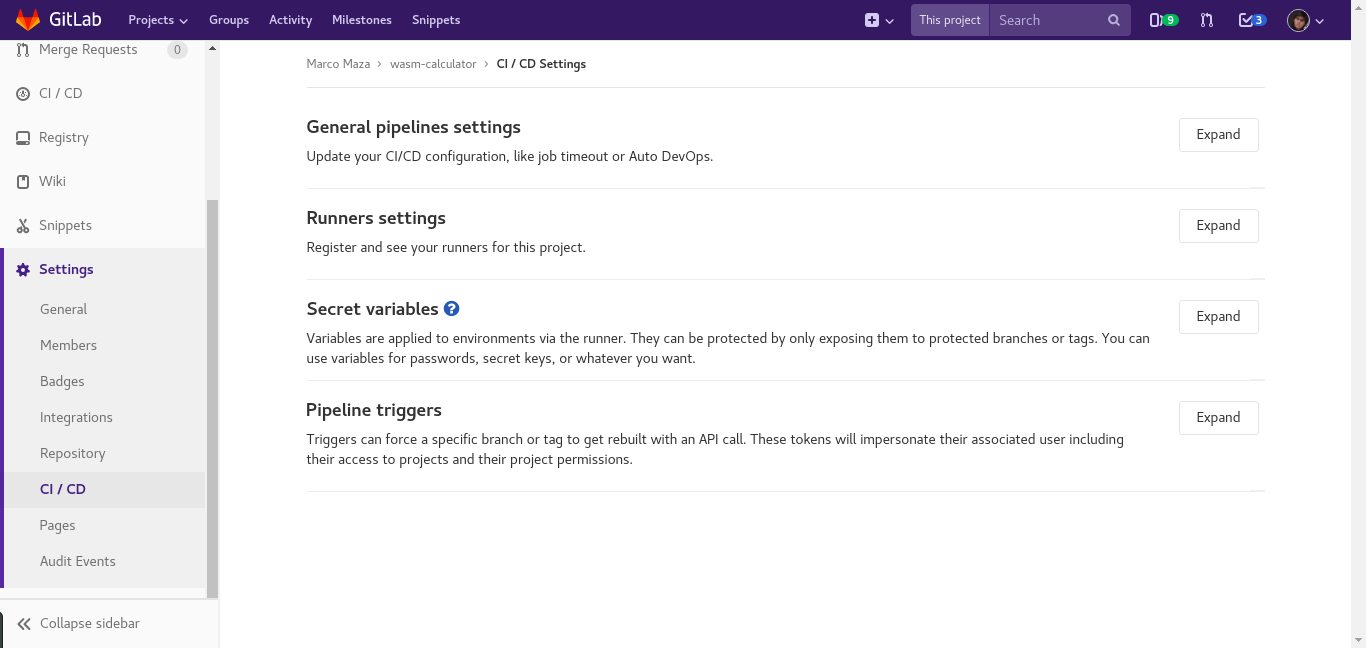 GitLab Projects Groups Activity Milestones Snippets This project Search 9 3
Merge Requests 0
CI / CD
Registry
Wiki
Snippets
Settings
General
Members
Badges
Integrations
Repository
CI / CD
Pages
Audit Events
Collapse sidebar
Marco Maza › wasm-calculator › CI / CD Settings
General pipelines settings
Expand
Update your CI/CD configuration, like job timeout or Auto DevOps.
Runners settings
Expand
Register and see your runners for this project.
Secret variables ?
Expand
Variables are applied to environments via the runner. They can be protected by only exposing them to protected branches or tags. You can
use variables for passwords, secret keys, or whatever you want.
Pipeline triggers
Expand
Triggers can force a specific branch or tag to get rebuilt with an API call. These tokens will impersonate their associated user including
their access to projects and their project permissions.